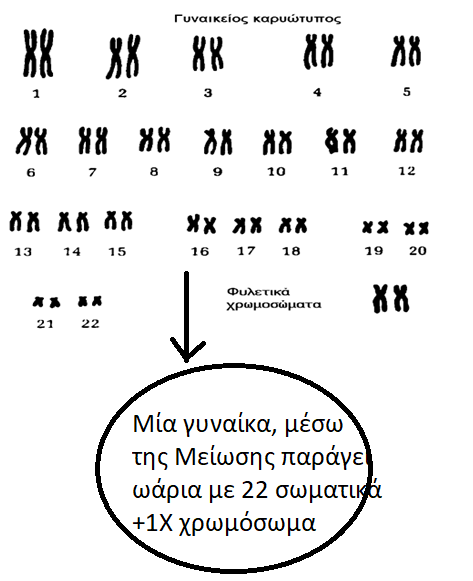 Γυναικείος καρυώτυπος
1 2 3 4 5
6 7 8 9 10 11 12
13 14 15 16 17 18 19 20
21 22
Φυλετικά
χρωμοσώματα
Μία γυναίκα, μέσω
της Μείωσης παράγει
ωάρια με 22 σωματικά
+1Χ χρωμόσωμα